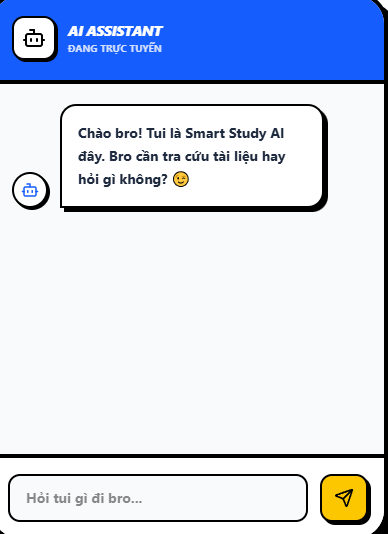 AI ASSISTANT
ĐANG TRỰC TUYẾN
Chào bro! Tui là Smart Study AI
đây. Bro cần tra cứu tài liệu hay
hỏi gì không? 😉
Hỏi tui gì đi bro...